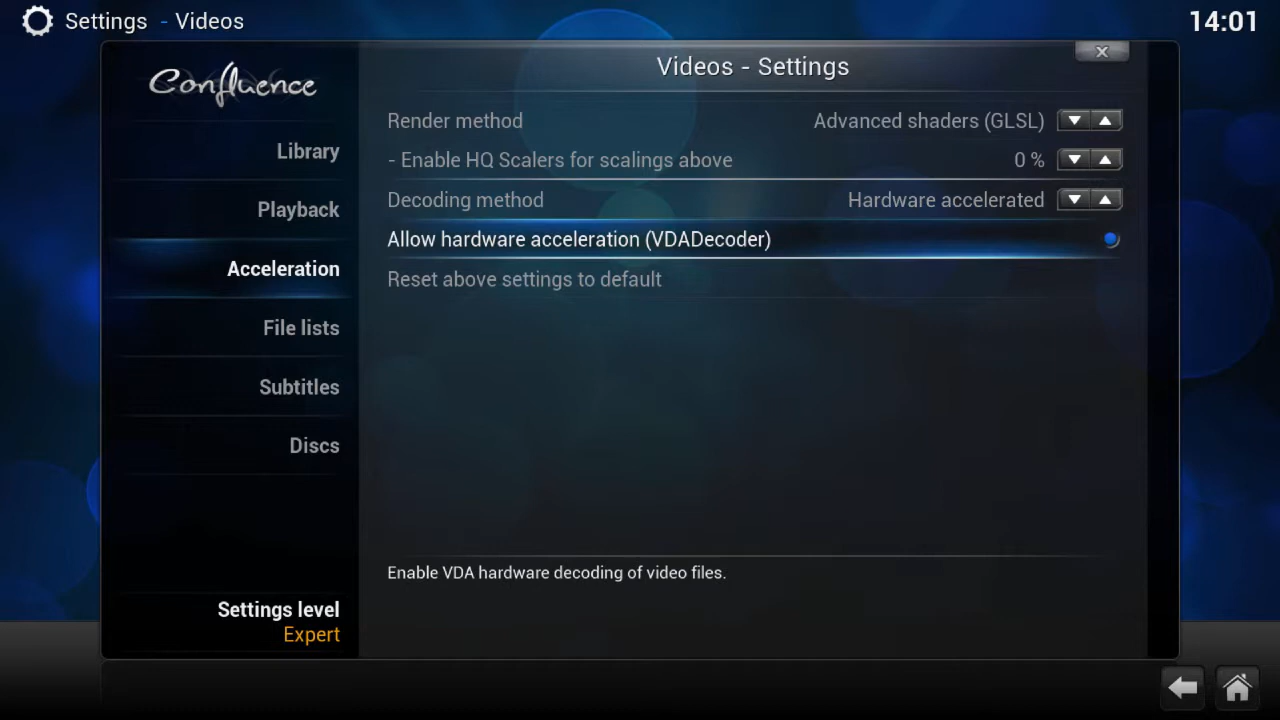 Settings - Videos
14:01
Confluence
Videos - Settings
Library
Playback
Acceleration
File lists
Subtitles
Discs
Settings level
Expert
Render method Advanced shaders (GLSL)
- Enable HQ Scalers for scalings above 0 %
Decoding method Hardware accelerated
Allow hardware acceleration (VDADecoder)
Reset above settings to default
Enable VDA hardware decoding of video files.